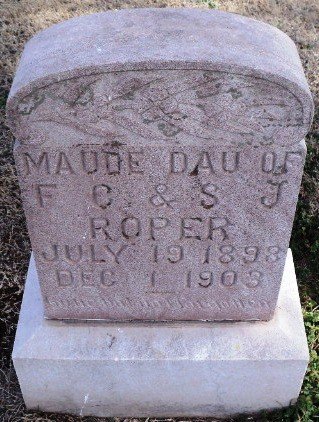 MAUDE DAU OF
F C & S J
ROPER
JULY 19 1898
DEC 1 1903